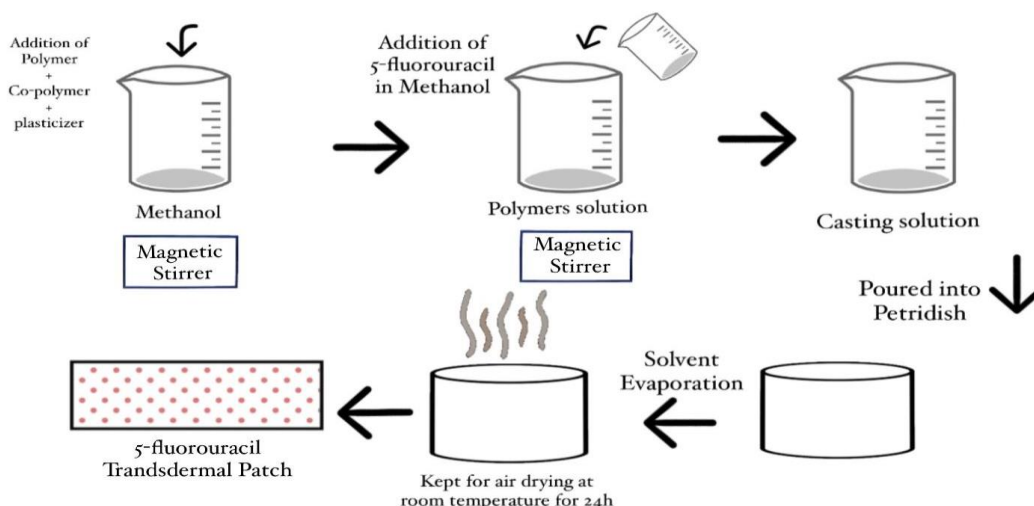 Addition of
Polymer
+
Co-polymer
+
plasticizer
Methanol
Magnetic
Stirrer
Addition of
5-fluorouracil
in Methanol
Polymers solution
Magnetic
Stirrer
Casting solution
Poured into
Petridish
Solvent
Evaporation
Kept for air drying at
room temperature for 24h
5-fluorouracil
Trandsdermal Patch